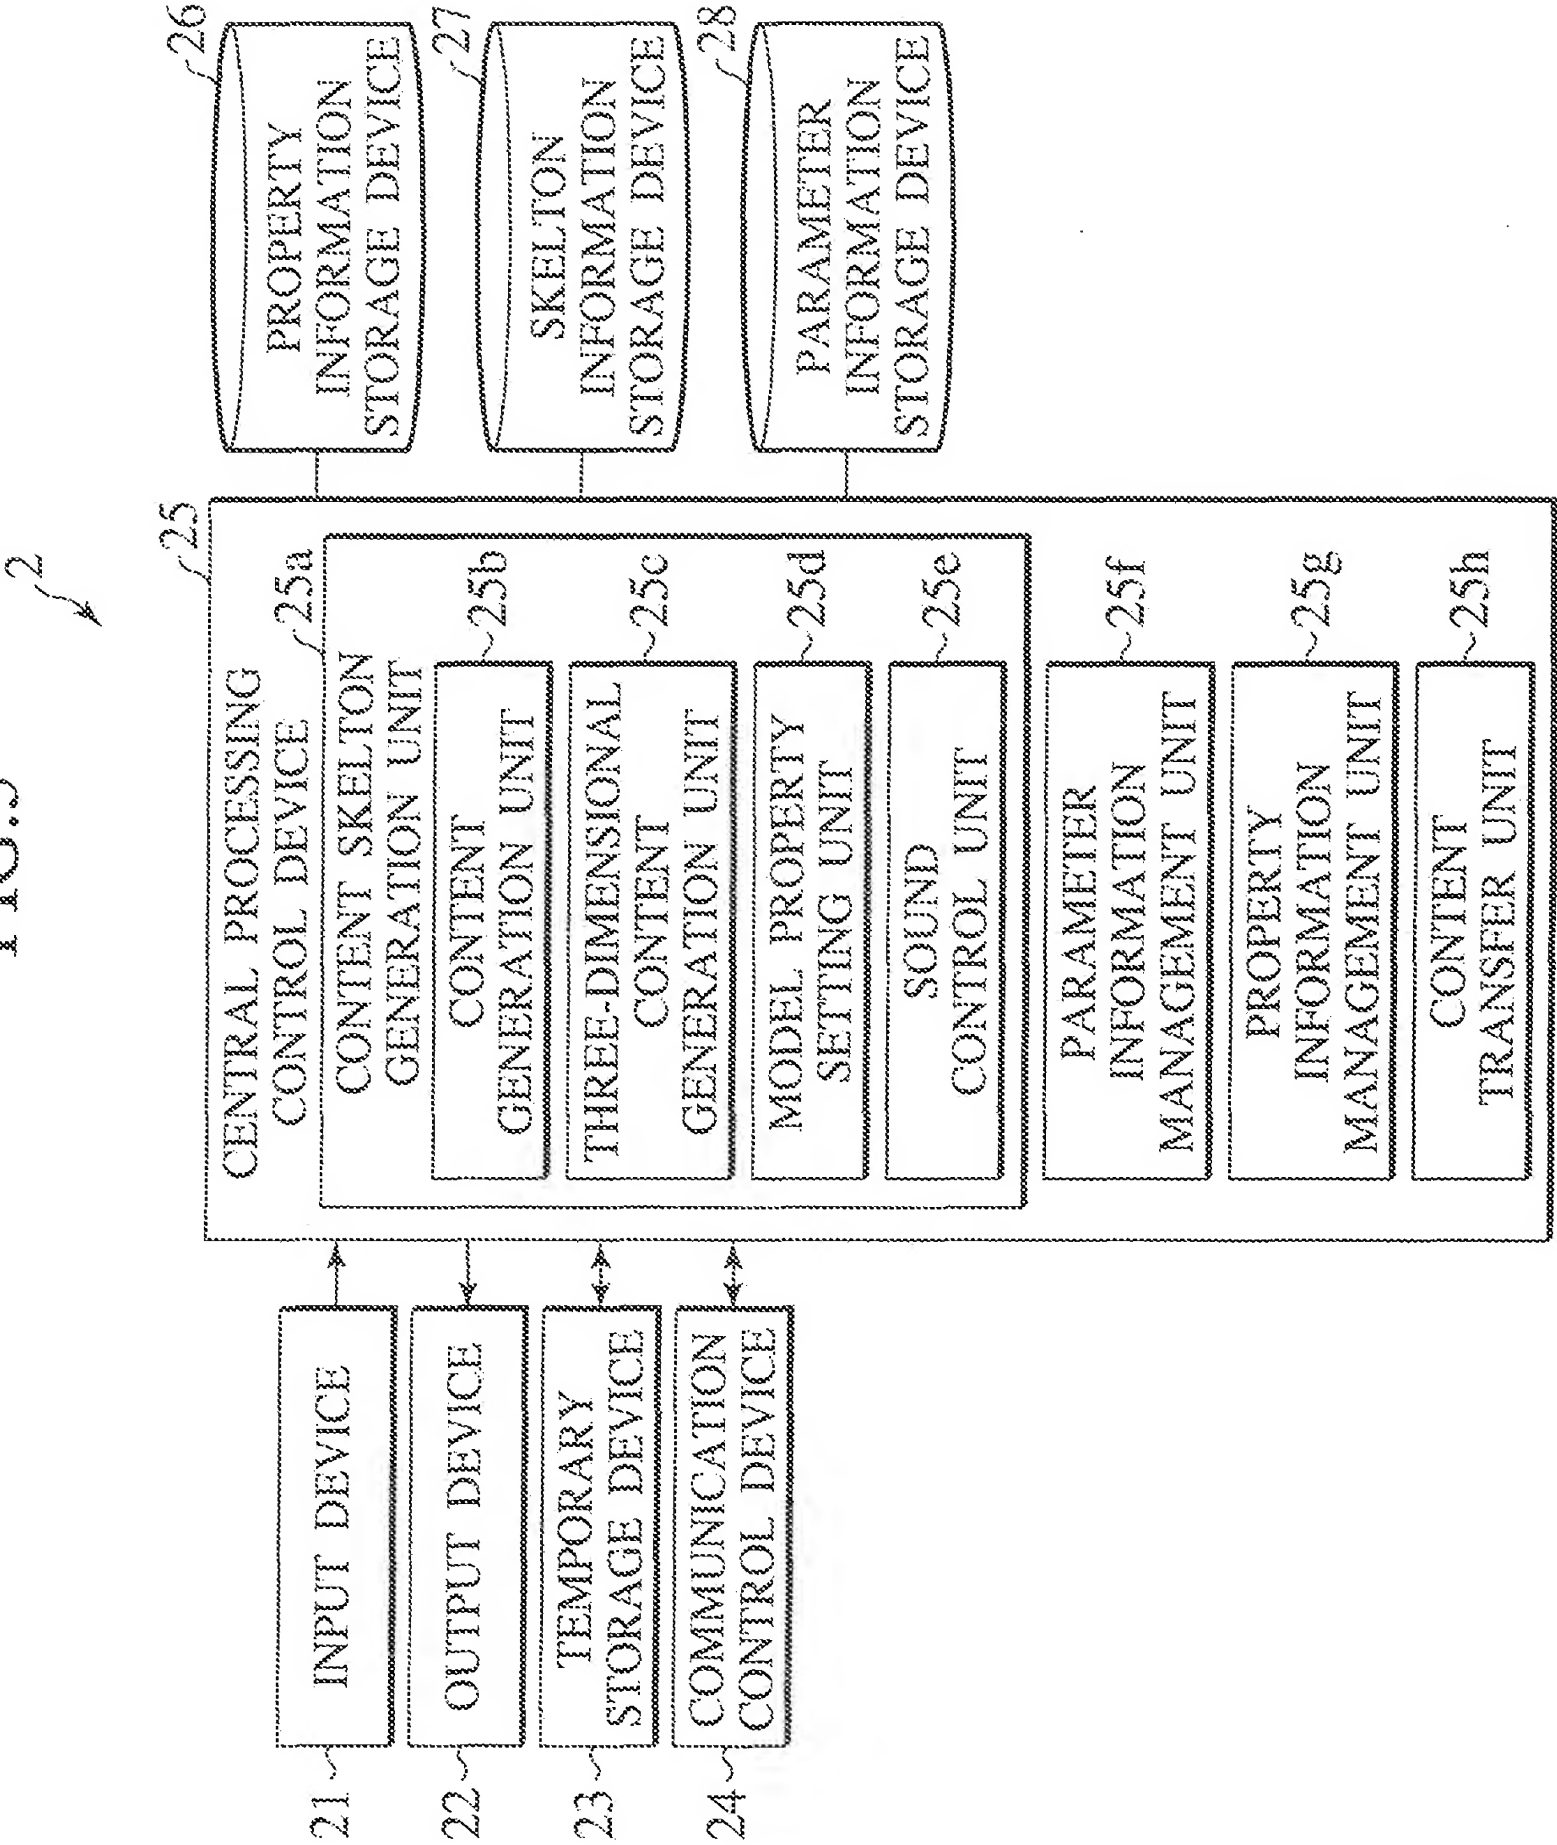 2
21
INPUT DEVICE
22
OUTPUT DEVICE
23
TEMPORARY
STORAGE DEVICE
24
COMMUNICATION
CONTROL DEVICE
25
CENTRAL PROCESSING
CONTROL DEVICE
25a
CONTENT SKELTON
GENERATION UNIT
CONTENT
GENERATION UNIT
25b
THREE-DIMENSIONAL
CONTENT
GENERATION UNIT
25c
MODEL PROPERTY
SETTING UNIT
25d
SOUND
CONTROL UNIT
25e
PARAMETER
INFORMATION
MANAGEMENT UNIT
25f
PROPERTY
INFORMATION
MANAGEMENT UNIT
25g
CONTENT
TRANSFER UNIT
25h
26
PROPERTY
INFORMATION
STORAGE DEVICE
27
SKELTON
INFORMATION
STORAGE DEVICE
28
PARAMETER
INFORMATION
STORAGE DEVICE